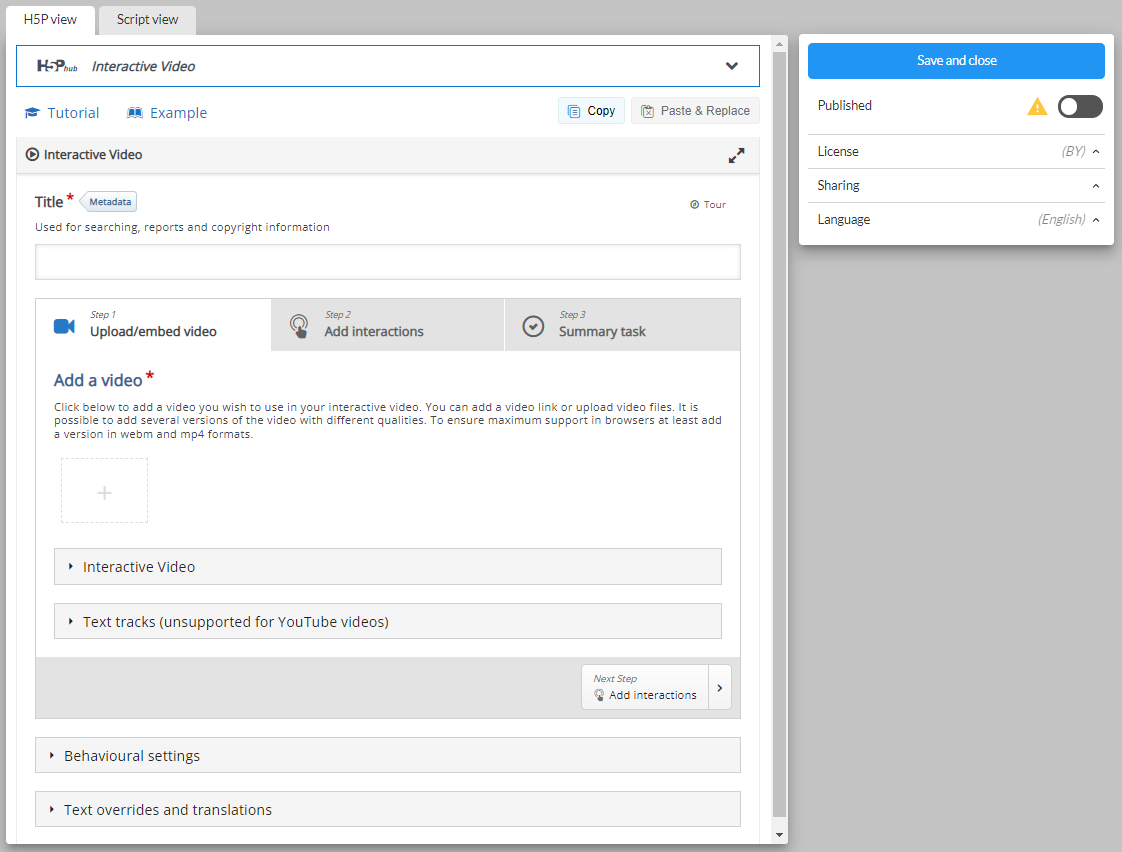 H5P view
Script view
H5P hub Interactive Video
Tutorial
Example
Copy
Paste & Replace
Interactive Video
Title * Metadata
Tour
Used for searching, reports and copyright information
Step 1
Upload/embed video
Step 2
Add interactions
Step 3
Summary task
Add a video *
Click below to add a video you wish to use in your interactive video. You can add a video link or upload video files. It is
possible to add several versions of the video with different qualities. To ensure maximum support in browsers at least add
a version in webm and mp4 formats.
+
Interactive Video
Text tracks (unsupported for YouTube videos)
Next Step
Add interactions
Behavioural settings
Text overrides and translations
Save and close
Published
License (BY)
Sharing
Language (English)